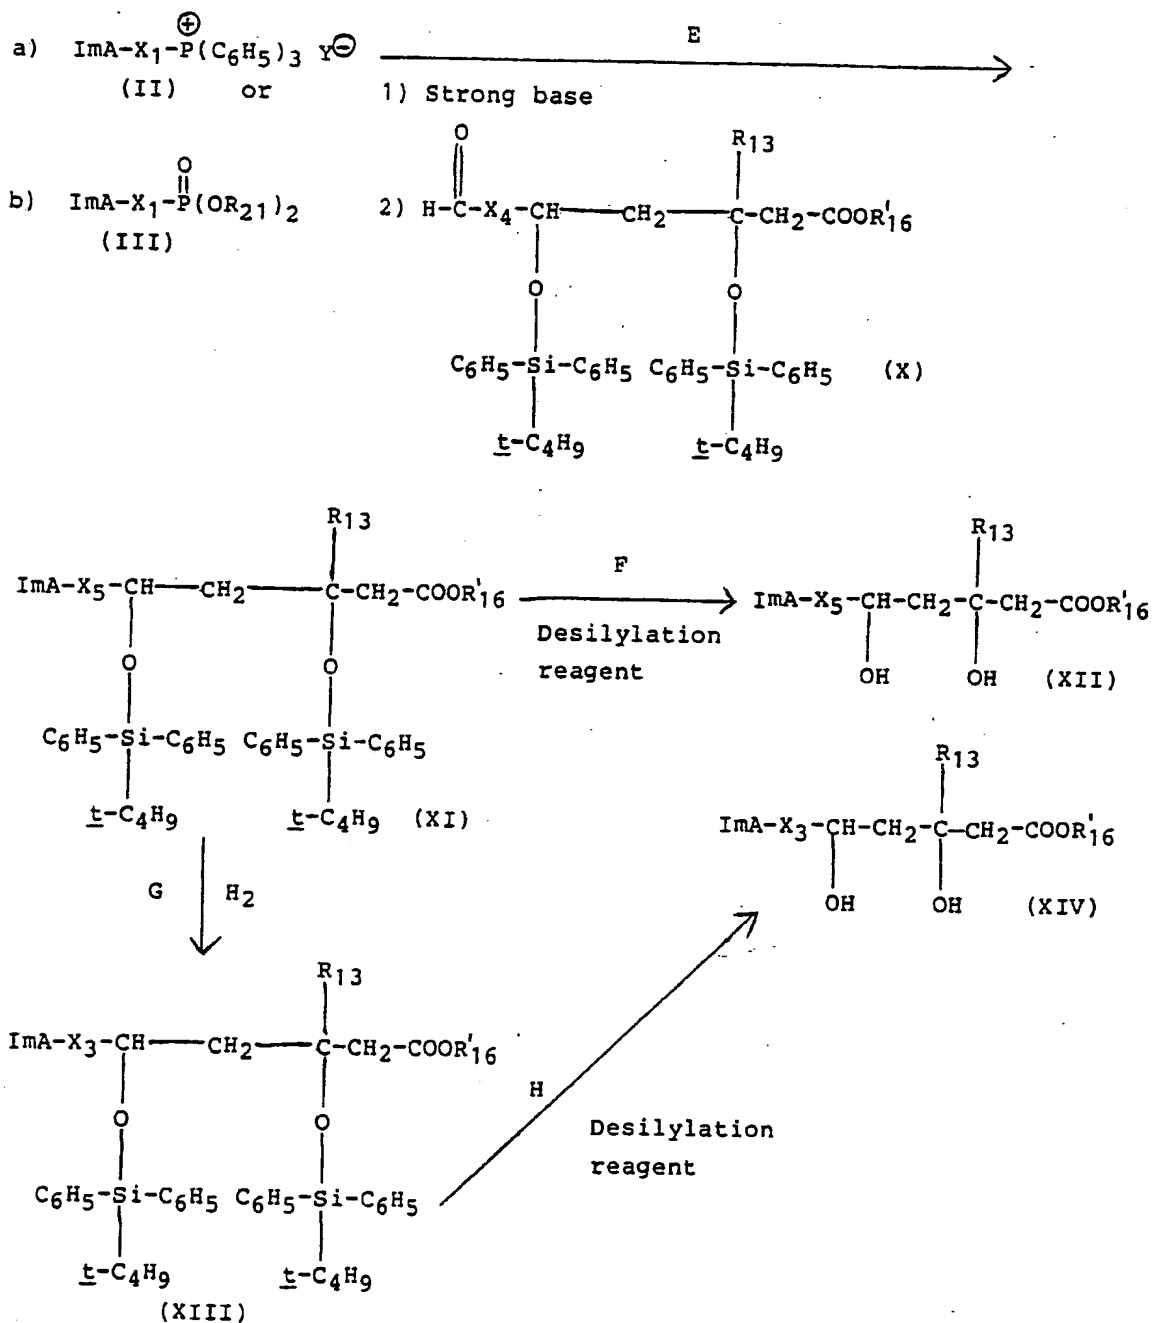 a) ImA-X1-P(C6H5)3 Y⊖
⊕
E
(II) or
1) Strong base
O
R13
b) ImA-X1-P(OR21)2
O
2) H-C-X4-CH-CH2-C-CH2-COOR'16
(III)
O O
C6H5-Si-C6H5 C6H5-Si-C6H5 (X)
t-C4H9 t-C4H9
R13
ImA-X5-CH-CH2-C-CH2-COOR'16
F
Desilylation
reagent
R13
ImA-X5-CH-CH2-C-CH2-COOR'16
OH OH (XII)
O O
C6H5-Si-C6H5 C6H5-Si-C6H5
t-C4H9 t-C4H9 (XI)
R13
ImA-X3-CH-CH2-C-CH2-COOR'16
OH OH (XIV)
G H2
R13
ImA-X3-CH-CH2-C-CH2-COOR'16
O O
H
Desilylation
reagent
C6H5-Si-C6H5 C6H5-Si-C6H5
t-C4H9 t-C4H9
(XIII)